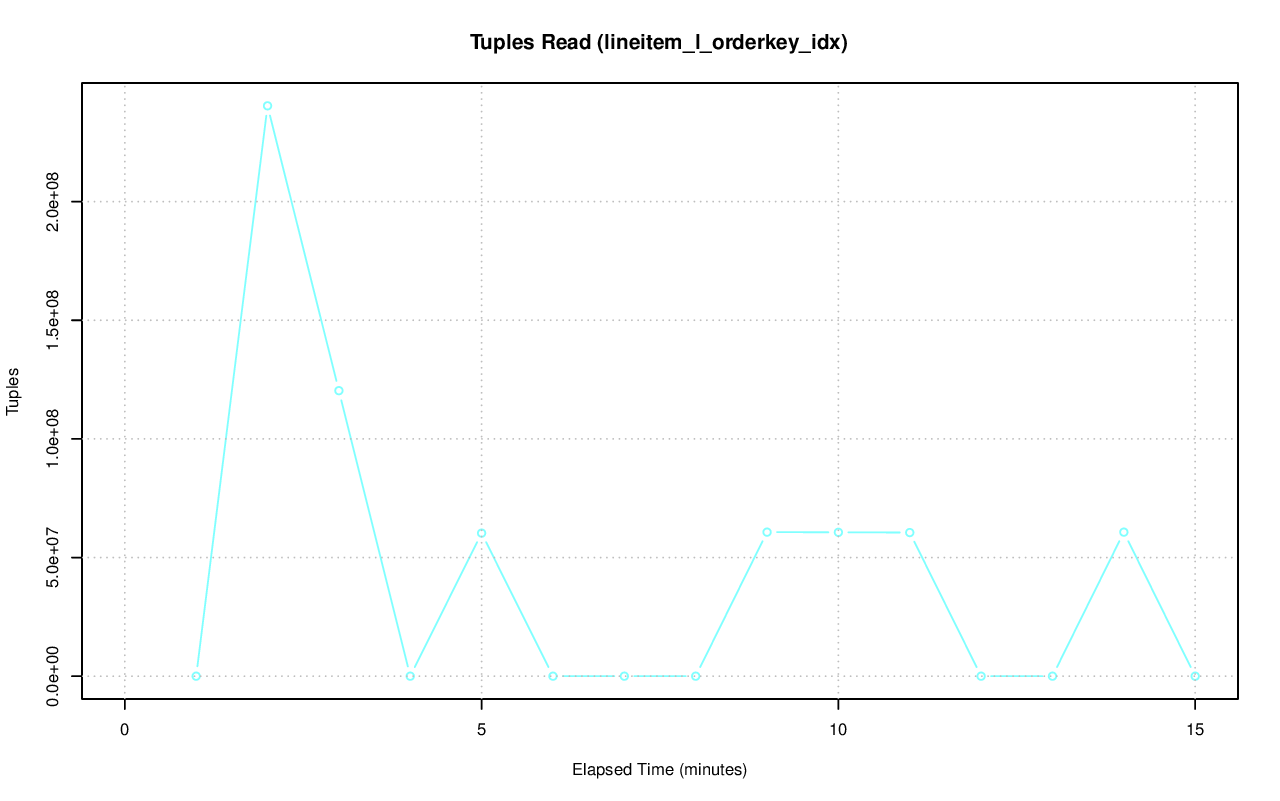 Tuples Read (lineitem_l_orderkey_idx)
Tuples
2.0e+08
1.5e+08
1.0e+08
5.0e+07
0.0e+00
0 5 10 15
Elapsed Time (minutes)